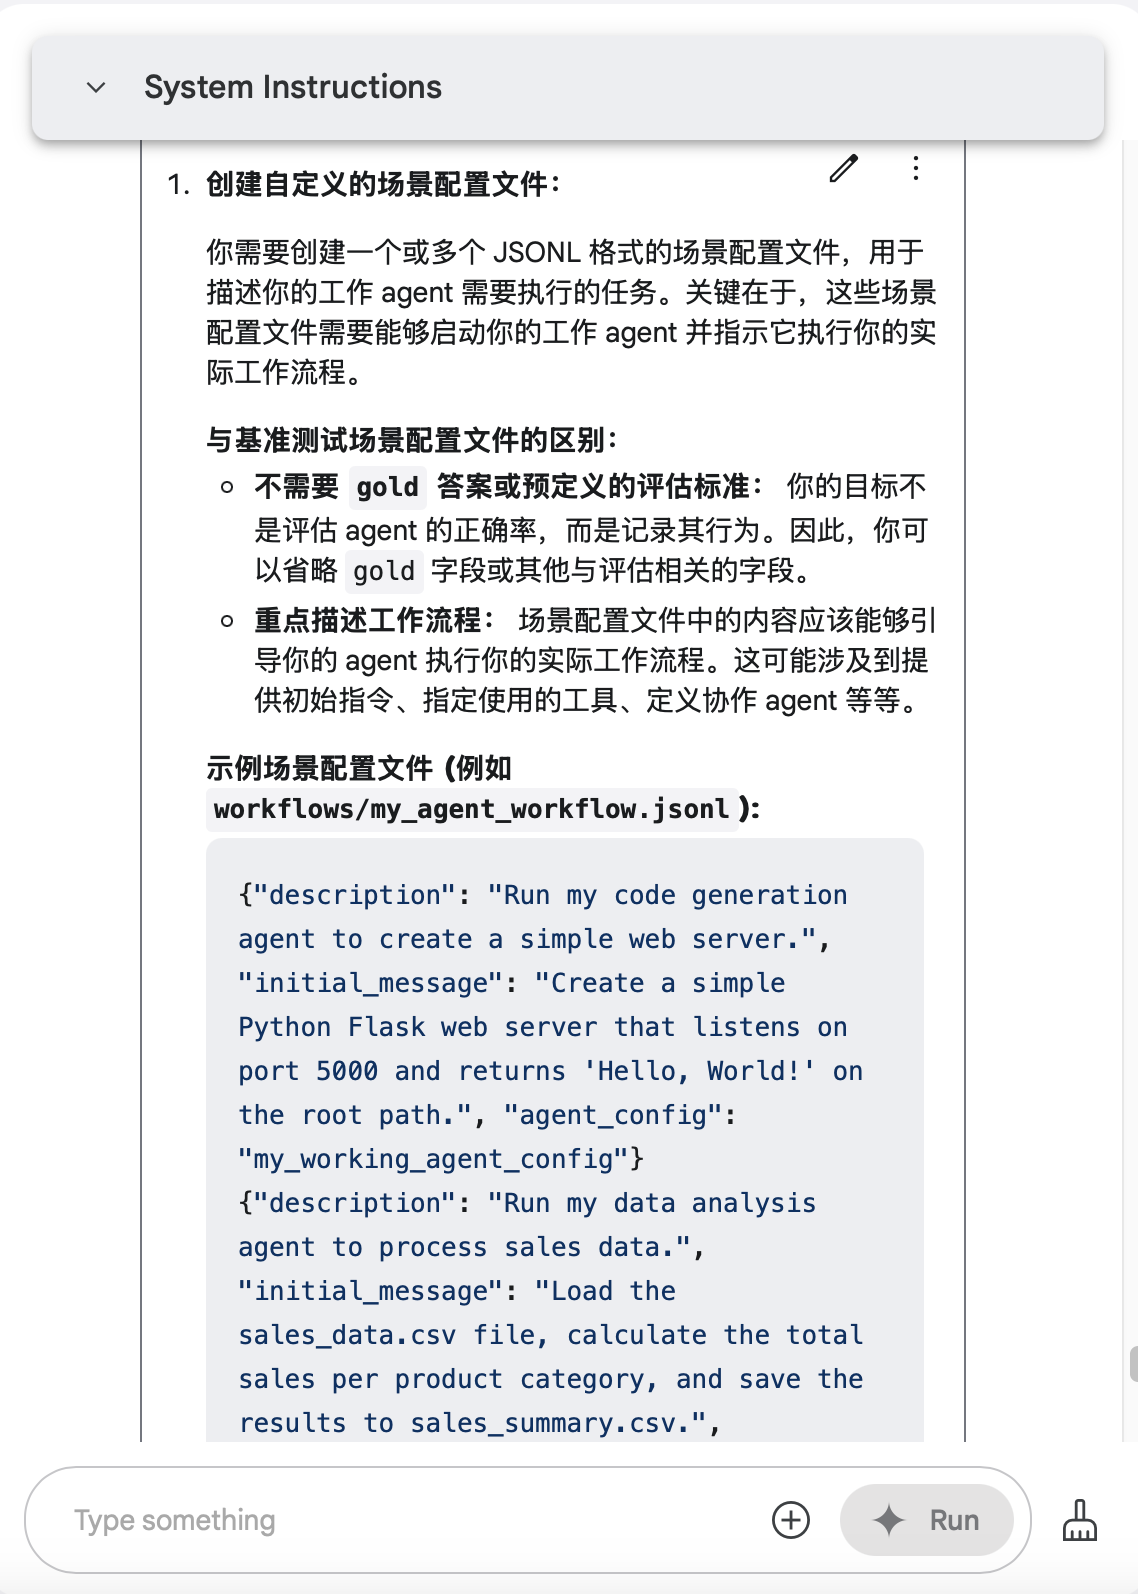 System Instructions
1. 创建自定义的场景配置文件：
你需要创建一个或多个 JSONL 格式的场景配置文件，用于
描述你的工作 agent 需要执行的任务。关键在于，这些场景
配置文件需要能够启动你的工作 agent 并指示它执行你的实
际工作流程。
与基准测试场景配置文件的区别：
不需要 gold 答案或预定义的评估标准： 你的目标不
是评估 agent 的正确率，而是记录其行为。因此，你可
以省略 gold 字段或其他与评估相关的字段。
重点描述工作流程： 场景配置文件中的内容应该能够引
导你的 agent 执行你的实际工作流程。这可能涉及到提
供初始指令、指定使用的工具、定义协作 agent 等等。
示例场景配置文件 (例如
workflows/my_agent_workflow.jsonl ):
{"description": "Run my code generation
agent to create a simple web server.",
"initial_message": "Create a simple
Python Flask web server that listens on
port 5000 and returns 'Hello, World!' on
the root path.", "agent_config":
"my_working_agent_config"}
{"description": "Run my data analysis
agent to process sales data.",
"initial_message": "Load the
sales_data.csv file, calculate the total
sales per product category, and save the
results to sales_summary.csv.",
Type something
Run